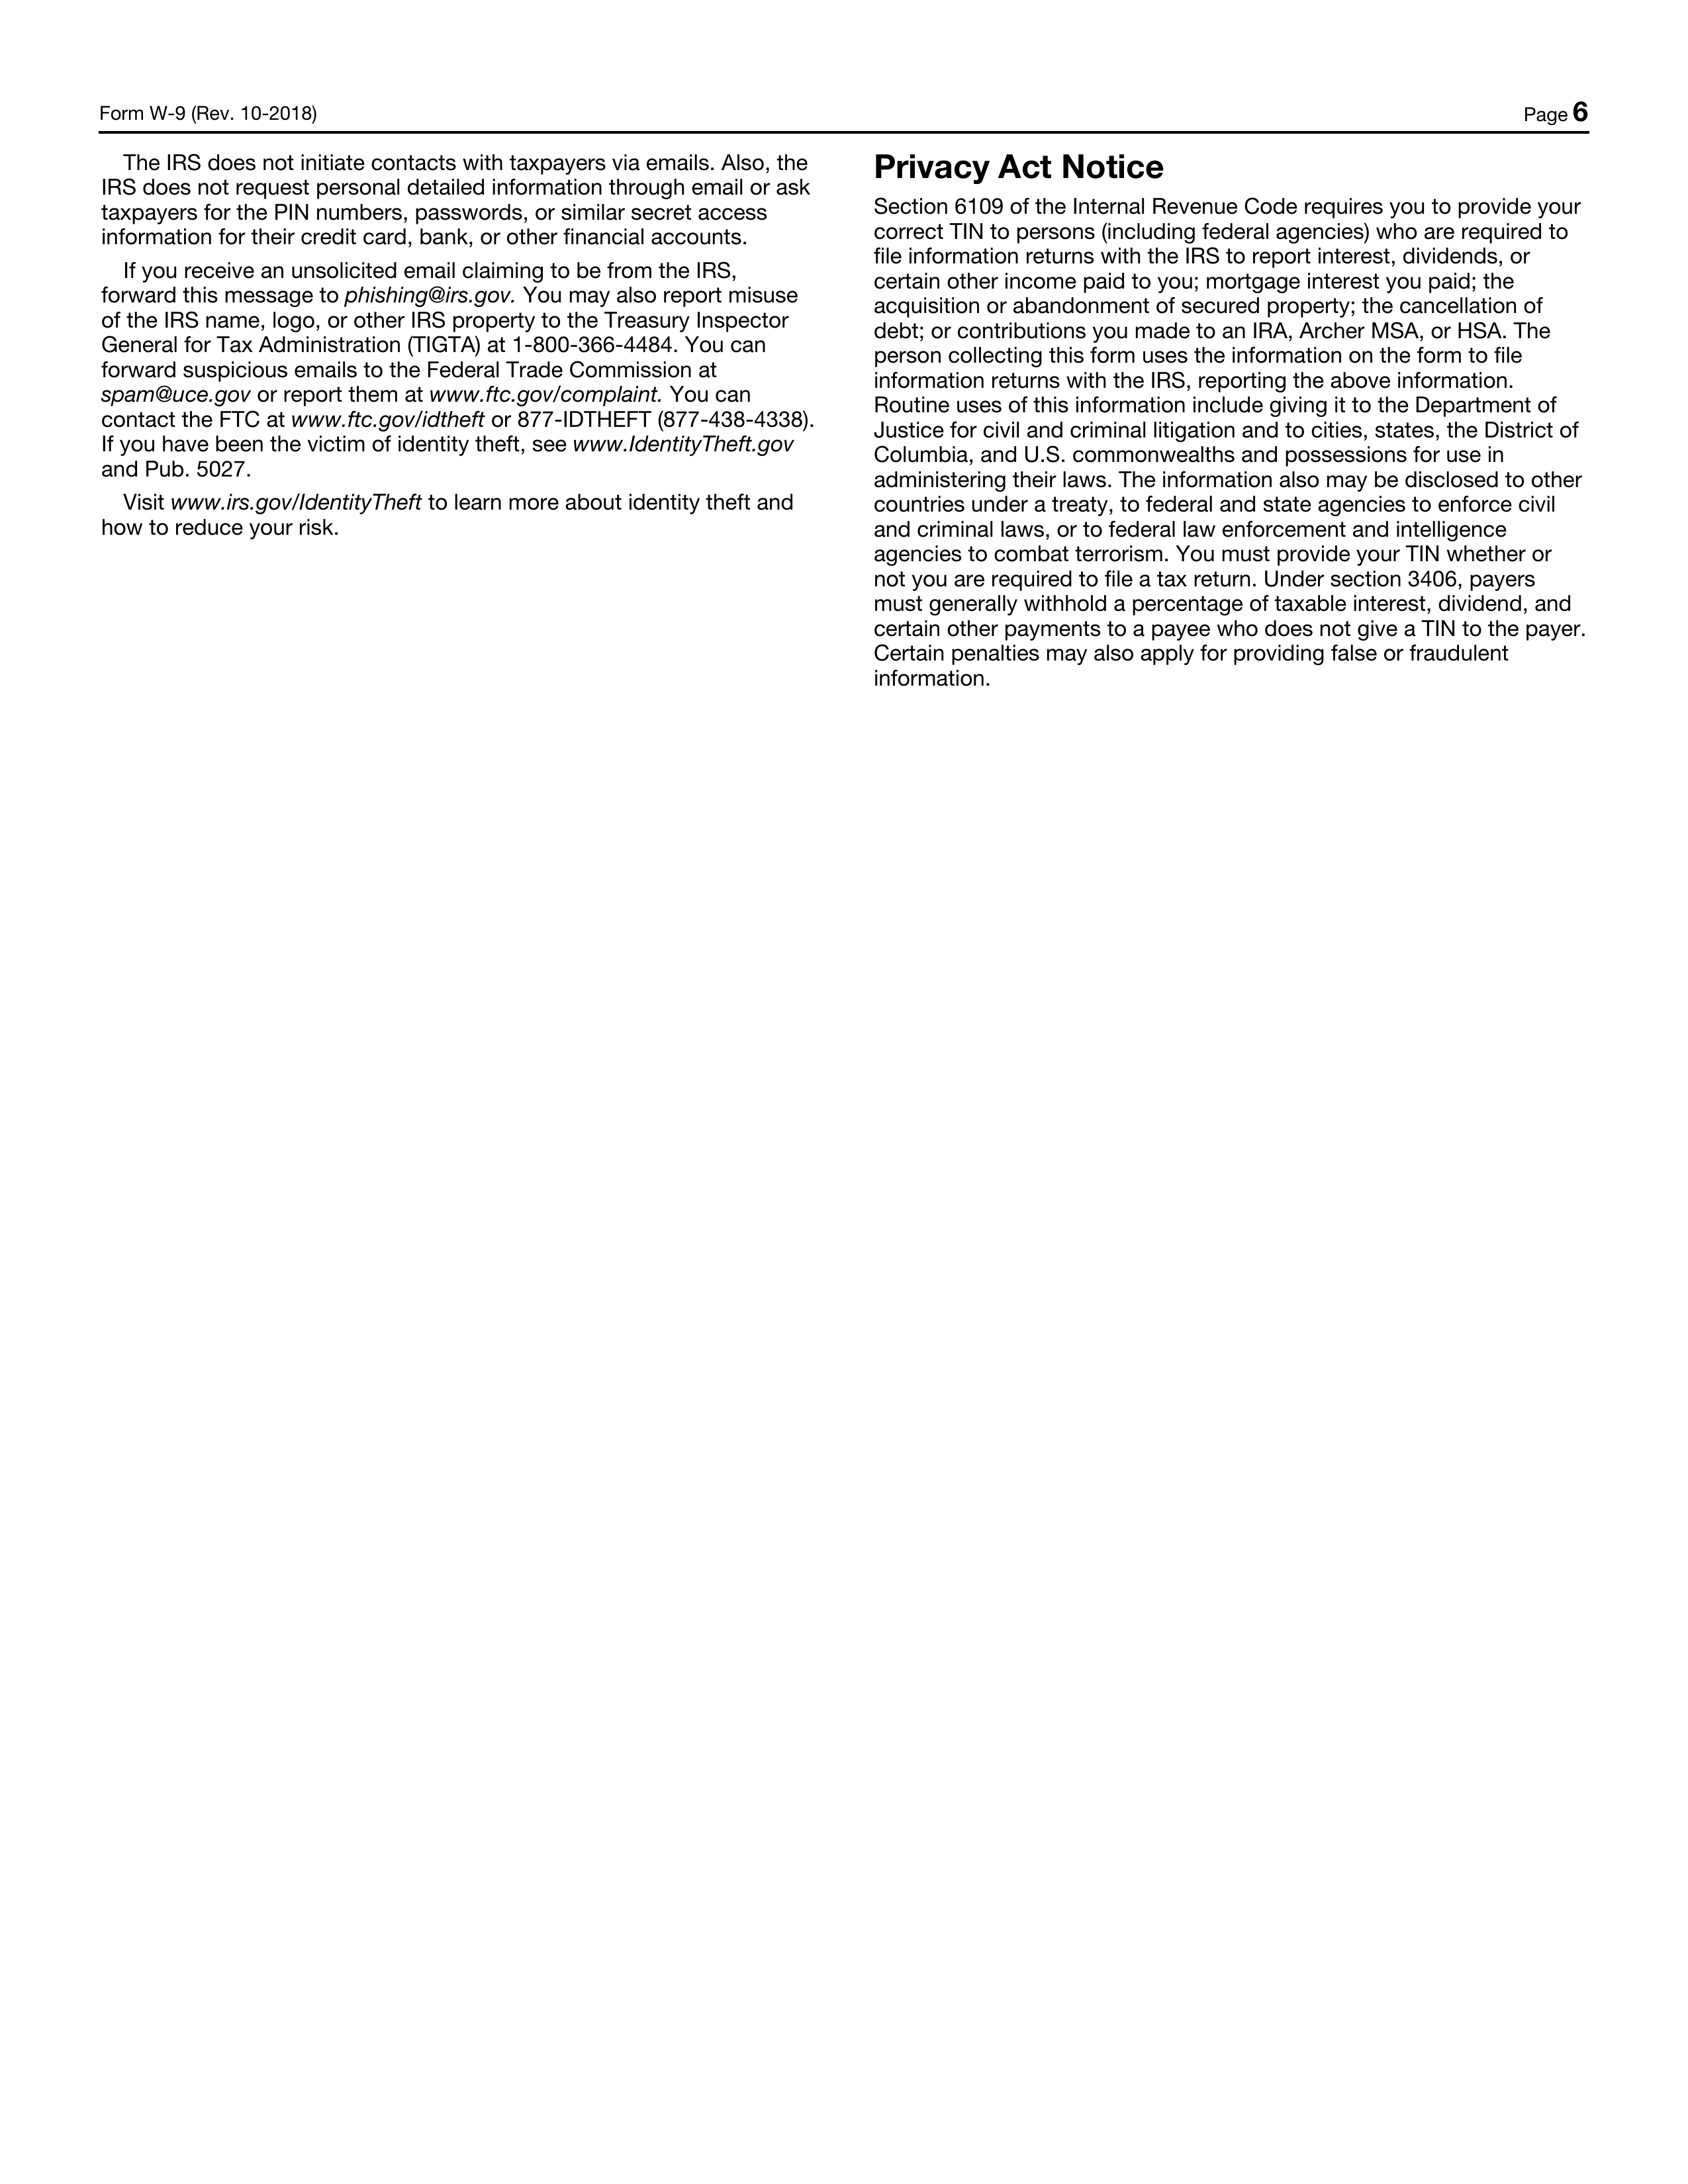 Form W-9 (Rev. 10-2018)
Page 6
The IRS does not initiate contacts with taxpayers via emails. Also, the
IRS does not request personal detailed information through email or ask
taxpayers for the PIN numbers, passwords, or similar secret access
information for their credit card, bank, or other financial accounts.
If you receive an unsolicited email claiming to be from the IRS,
forward this message to phishing@irs.gov. You may also report misuse
of the IRS name, logo, or other IRS property to the Treasury Inspector
General for Tax Administration (TIGTA) at 1-800-366-4484. You can
forward suspicious emails to the Federal Trade Commission at
spam@uce.gov or report them at www.ftc.gov/complaint. You can
contact the FTC at www.ftc.gov/idtheft or 877-IDTHEFT (877-438-4338).
If you have been the victim of identity theft, see www.IdentityTheft.gov
and Pub. 5027.
Visit www.irs.gov/IdentityTheft to learn more about identity theft and
how to reduce your risk.
Privacy Act Notice
Section 6109 of the Internal Revenue Code requires you to provide your
correct TIN to persons (including federal agencies) who are required to
file information returns with the IRS to report interest, dividends, or
certain other income paid to you; mortgage interest you paid; the
acquisition or abandonment of secured property; the cancellation of
debt; or contributions you made to an IRA, Archer MSA, or HSA. The
person collecting this form uses the information on the form to file
information returns with the IRS, reporting the above information.
Routine uses of this information include giving it to the Department of
Justice for civil and criminal litigation and to cities, states, the District of
Columbia, and U.S. commonwealths and possessions for use in
administering their laws. The information also may be disclosed to other
countries under a treaty, to federal and state agencies to enforce civil
and criminal laws, or to federal law enforcement and intelligence
agencies to combat terrorism. You must provide your TIN whether or
not you are required to file a tax return. Under section 3406, payers
must generally withhold a percentage of taxable interest, dividend, and
certain other payments to a payee who does not give a TIN to the payer.
Certain penalties may also apply for providing false or fraudulent
information.